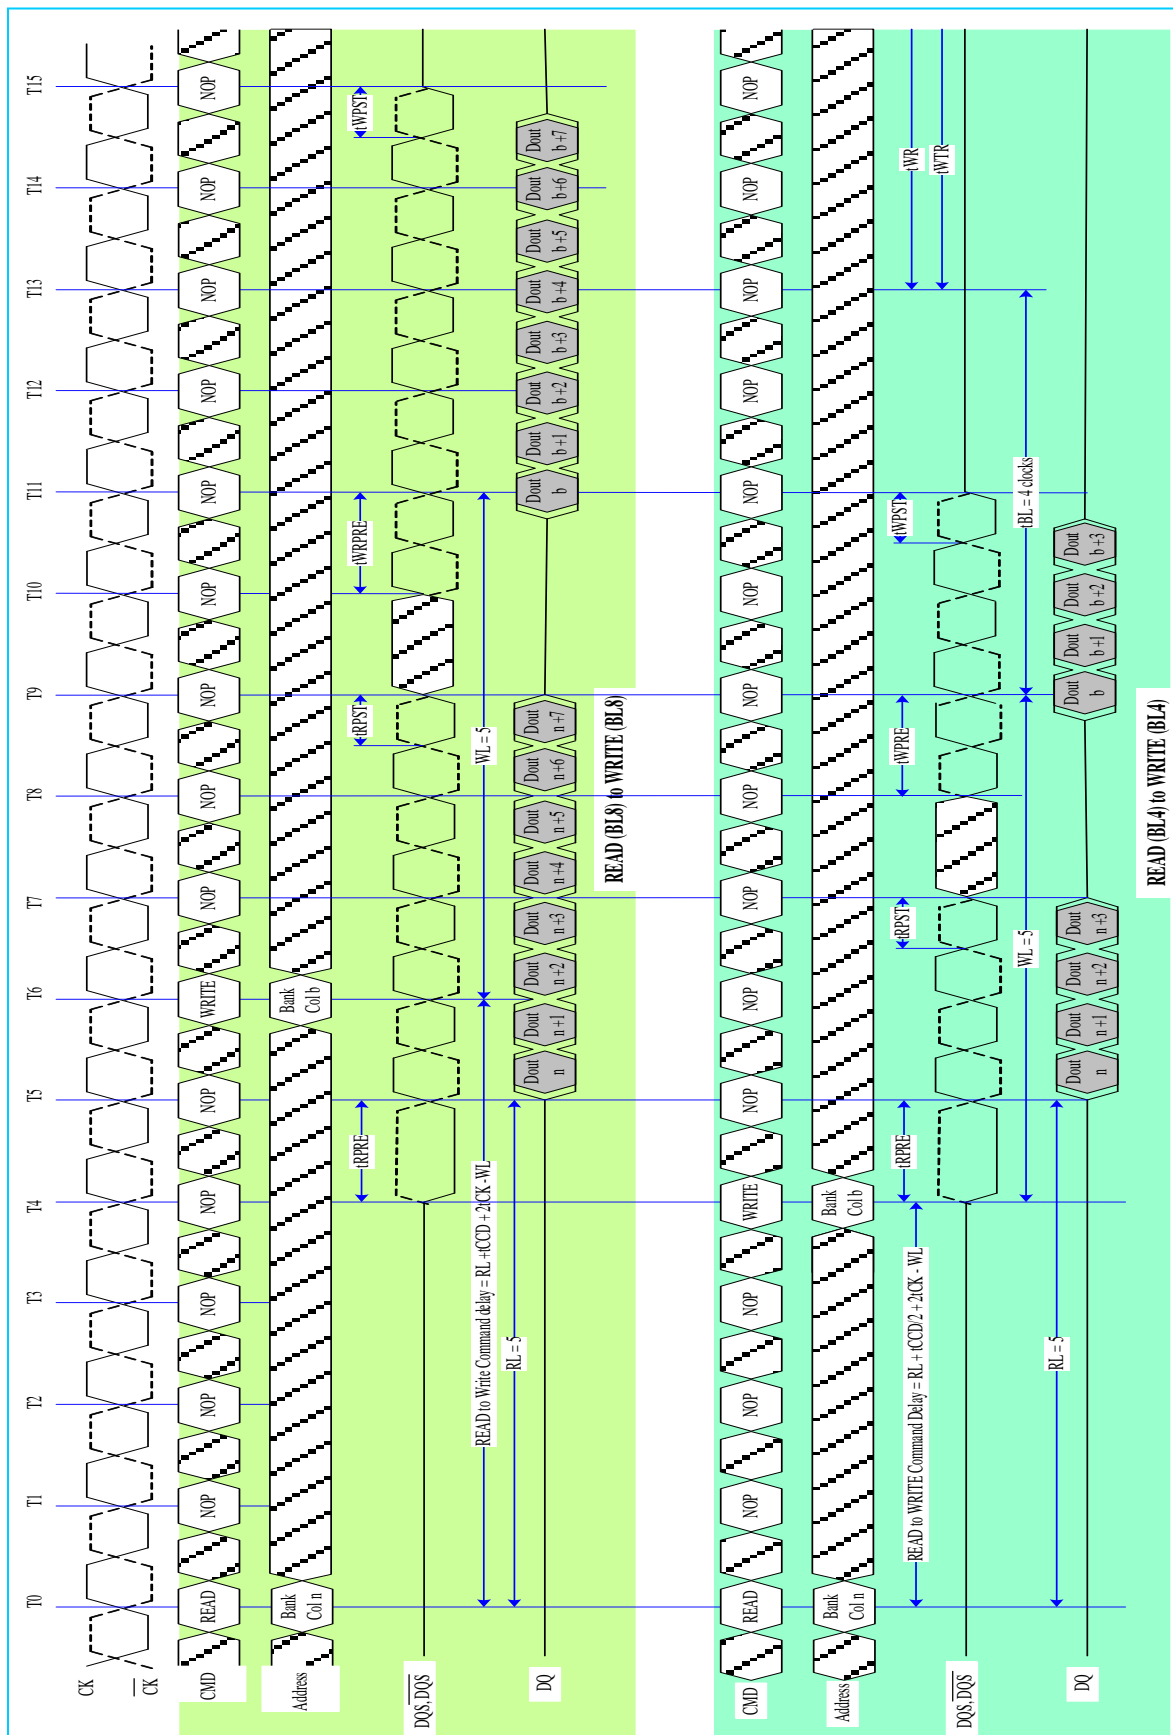 T0 T1 T2 T3 T4 T5 T6 T7 T8 T9 T10 T11 T12 T13 T14 T15
CK
CK
CMD READ NOP NOP NOP NOP NOP WRITE NOP NOP NOP NOP NOP NOP NOP NOP NOP
Address Bank Col n Bank Col b
tRPRE tRPST tWRPRE tWPST
DQS, DQS
READ to Write Command delay = RL +tCCD + 2tCK -WL WL = 5
RL = 5
DQ Dout n Dout n+1 Dout n+2 Dout n+3 Dout n+4 Dout n+5 Dout n+6 Dout n+7 Dout b Dout b+1 Dout b+2 Dout b+3 Dout b+4 Dout b+5 Dout b+6 Dout b+7
READ (BL8) to WRITE (BL8)
CMD READ NOP NOP NOP WRITE NOP NOP NOP NOP NOP NOP NOP NOP NOP NOP NOP
Address Bank Col n Bank Col b
READ to WRITE Command Delay = RL + tCCD/2 + 2tCK - WL tRPRE tRPST tWPRE tWPST tWR
tWTR
DQS, DQS
WL = 5 tBL = 4 clocks
RL = 5
DQ Dout n Dout n+1 Dout n+2 Dout n+3 Dout b Dout b+1 Dout b+2 Dout b+3
READ (BL4) to WRITE (BL4)